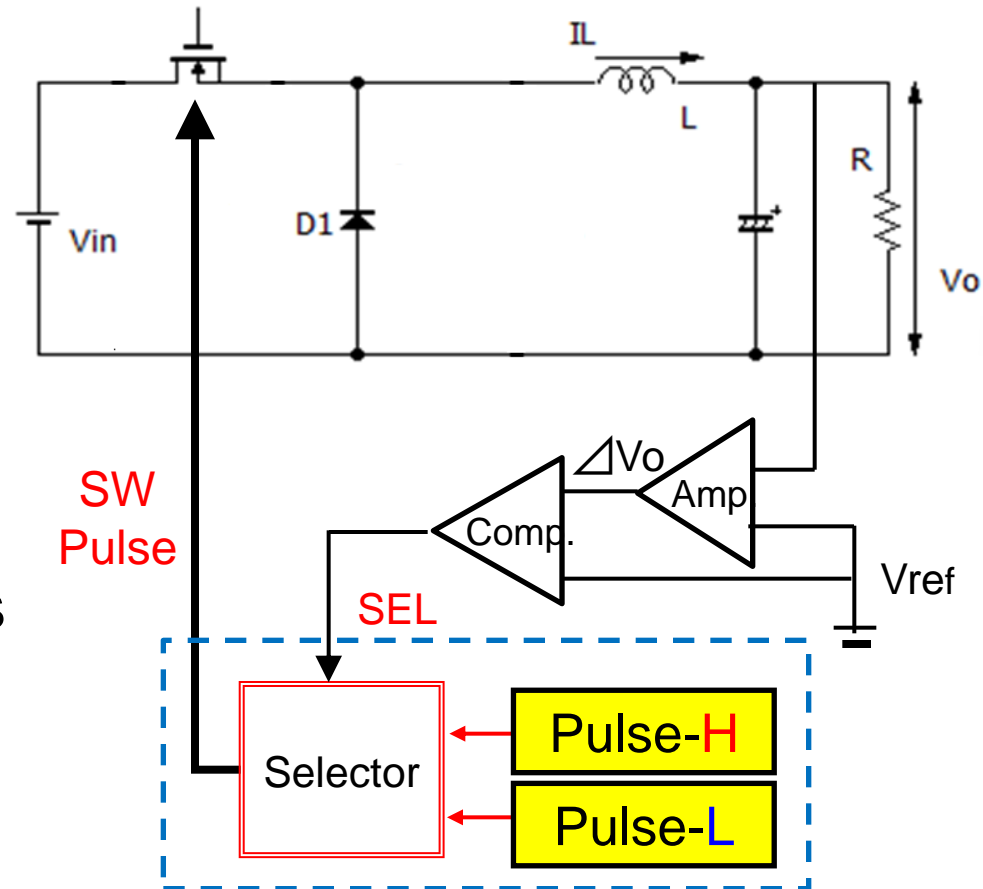 IL
L
R
D1
Vin
+
Vo
⊿Vo
Amp
Comp.
SW
Pulse
Vref
s
SEL
Pulse-H
Selector
Pulse-L